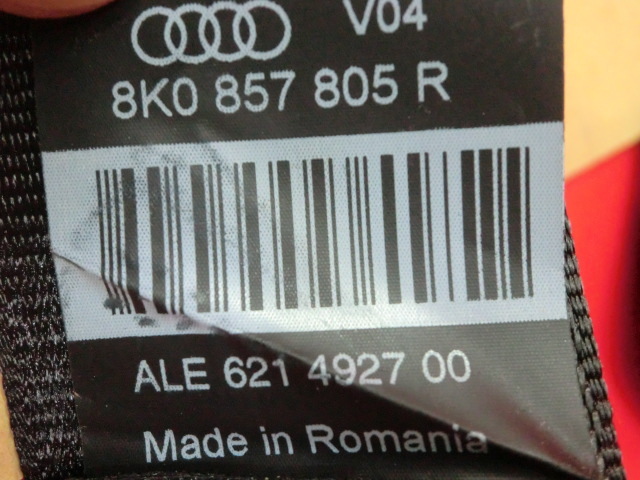 V04
8K0 857 805 R
ALE 621 4927 00
Made in Romania